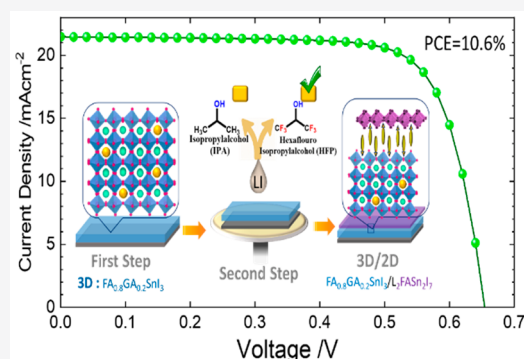 PCE=10.6%
Current Density /mAcm⁻²
20
15
10
5
0
OH
H₃C CH₃
Isopropylalcohol
(IPA)
OH
F₃C CF₃
Hexaflouro
Isopropylalcohol (HFP)
LI
First Step
3D : FA₀.₈GA₀.₂SnI₃
Second Step
3D/2D
FA₀.₈GA₀.₂SnI₃/L₂FASn₂I₇
0.0 0.1 0.2 0.3 0.4 0.5 0.6 0.7
Voltage /V